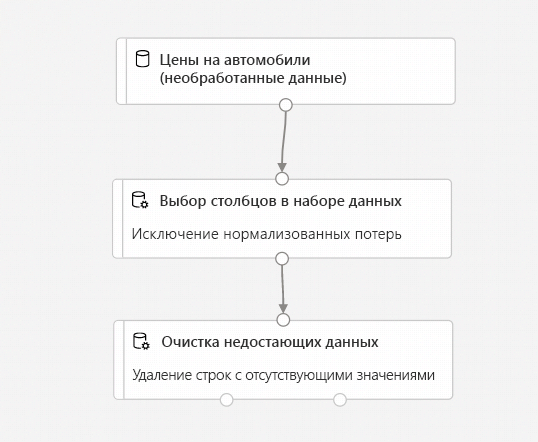 Цены на автомобили
(необработанные данные)
Выбор столбцов в наборе данных
Исключение нормализованных потерь
Очистка недостающих данных
Удаление строк с отсутствующими значениями